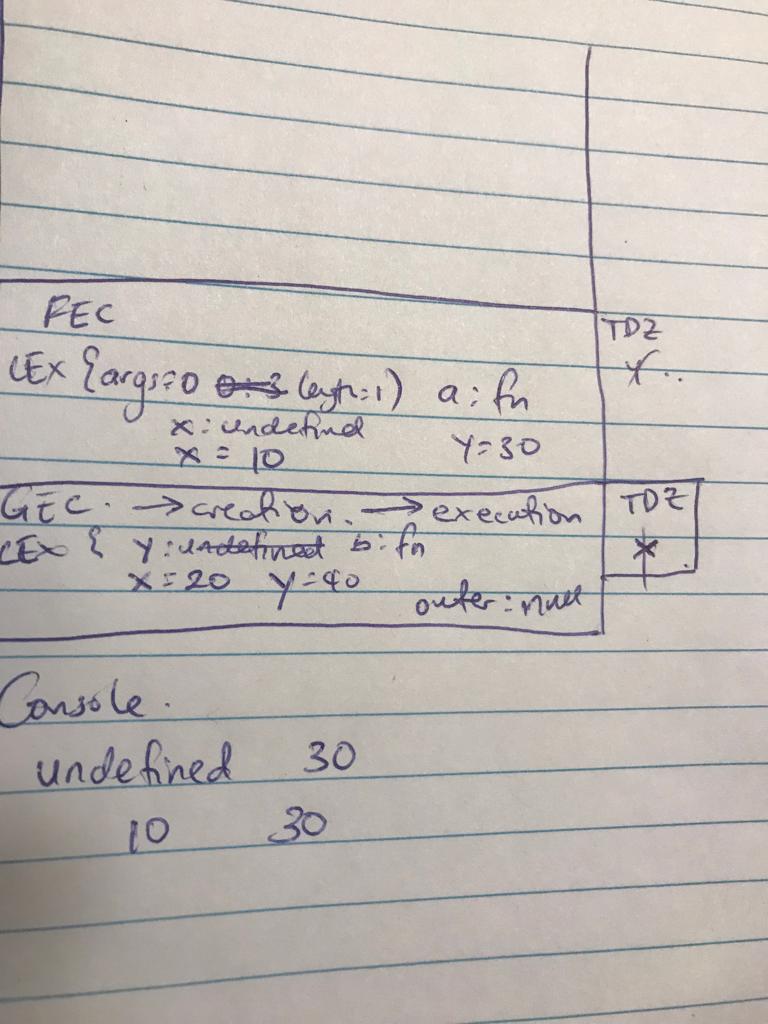 FEC
TDZ
LEX { args: 0 0:3 length:1) a: fn
Y..
x: undefined
x = 10 Y=30
GEC. → creation. → execution
TDZ
LEX { y: undefined b: fn
x
x = 20 y=40
outer: null
Console.
undefined 30
10 30